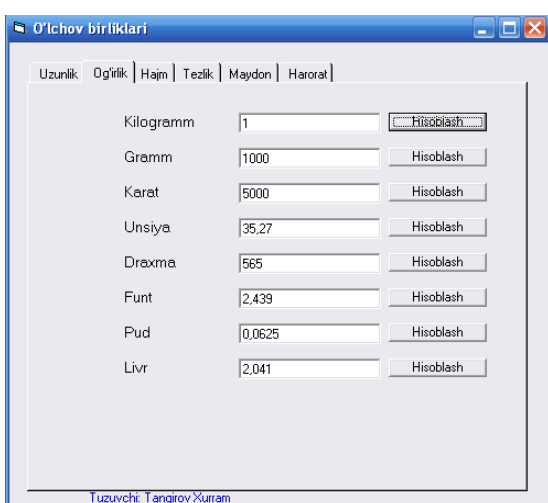 O'lchov birliklari
Uzunlik Og'irlik Hajm Tezlik Maydon Harorat
Kilogramm 1 Hisoblash
Gramm 1000 Hisoblash
Karat 5000 Hisoblash
Unsiya 35,27 Hisoblash
Draxma 565 Hisoblash
Funt 2,439 Hisoblash
Pud 0,0625 Hisoblash
Livr 2,041 Hisoblash
Tuzuvchi: Tangirov Xurram